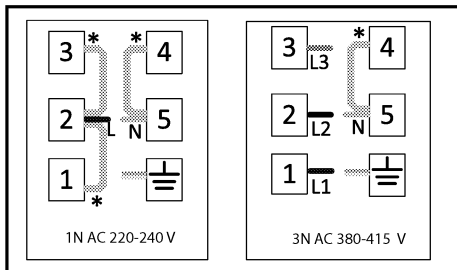 3 * * 4
2 L N 5
1 *
1N AC 220-240 V
3 L3 * 4
2 L2 N 5
1 L1
3N AC 380-415 V